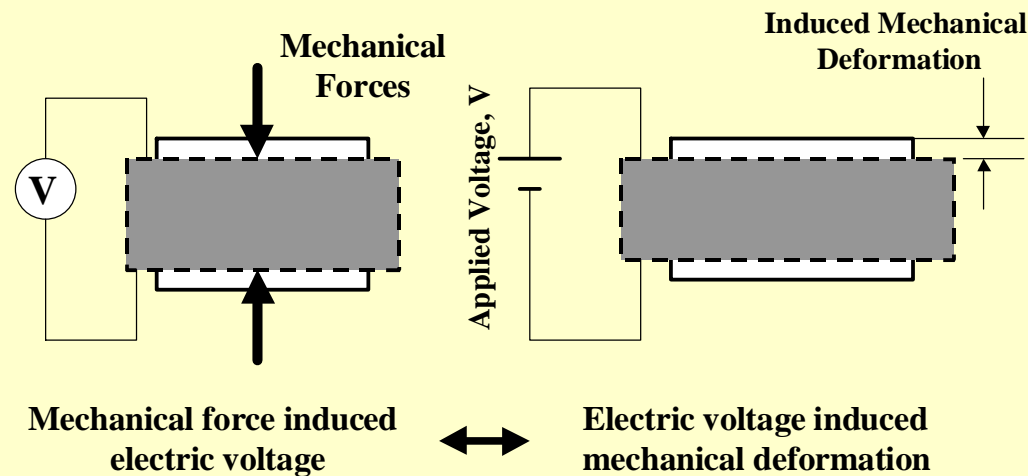 Mechanical
Forces
V
Applied Voltage, V
Induced Mechanical
Deformation
Mechanical force induced
electric voltage
Electric voltage induced
mechanical deformation